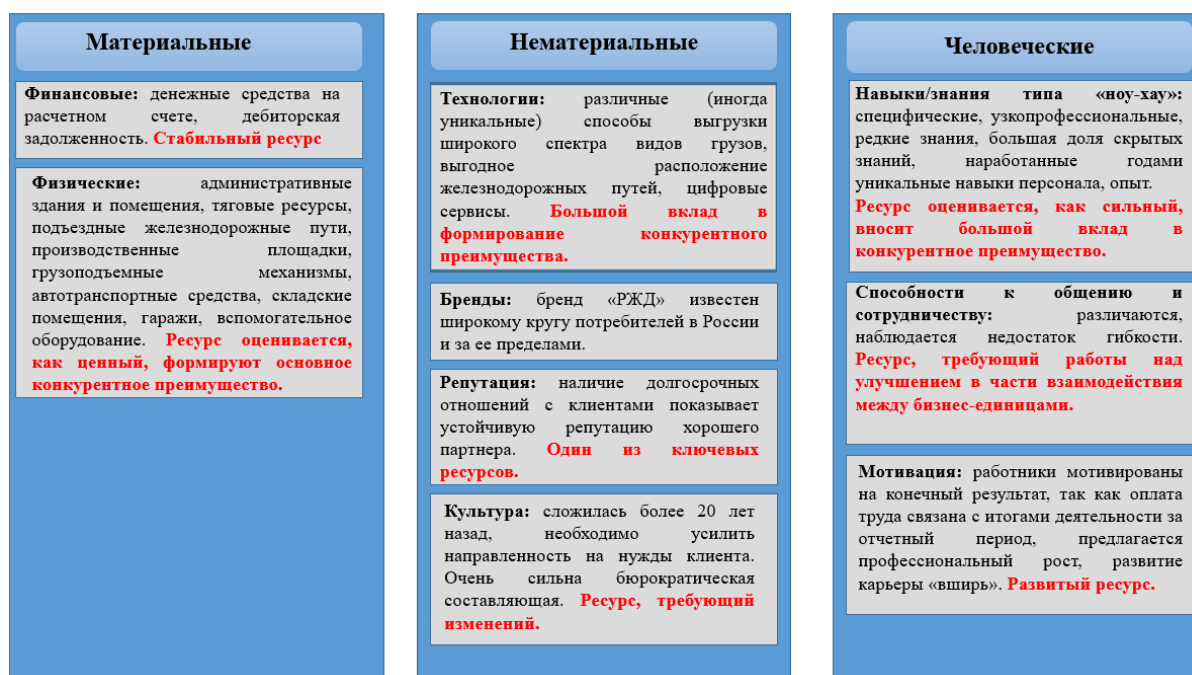 Материальные
Финансовые: денежные средства на
расчетном счете, дебиторская
задолженность. Стабильный ресурс
Физические: административные
здания и помещения, тяговые ресурсы,
подъездные железнодорожные пути,
производственные площадки,
грузоподъемные механизмы,
автотранспортные средства, складские
помещения, гаражи, вспомогательное
оборудование. Ресурс оценивается,
как ценный, формируют основное
конкурентное преимущество.
Нематериальные
Технологии: различные (иногда
уникальные) способы выгрузки
широкого спектра видов грузов,
выгодное расположение
железнодорожных путей, цифровые
сервисы. Большой вклад в
формирование конкурентного
преимущества.
Бренды: бренд «РЖД» известен
широкому кругу потребителей в России
и за ее пределами.
Репутация: наличие долгосрочных
отношений с клиентами показывает
устойчивую репутацию хорошего
партнера. Один из ключевых
ресурсов.
Культура: сложилась более 20 лет
назад, необходимо усилить
направленность на нужды клиента.
Очень сильна бюрократическая
составляющая. Ресурс, требующий
изменений.
Человеческие
Навыки/знания типа «ноу-хау»:
специфические, узкопрофессиональные,
редкие знания, большая доля скрытых
знаний, наработанные годами
уникальные навыки персонала, опыт.
Ресурс оценивается, как сильный,
вносит большой вклад в
конкурентное преимущество.
Способности к общению и
сотрудничеству: различаются,
наблюдается недостаток гибкости.
Ресурс, требующий работы над
улучшением в части взаимодействия
между бизнес-единицами.
Мотивация: работники мотивированы
на конечный результат, так как оплата
труда связана с итогами деятельности за
отчетный период, предлагается
профессиональный рост, развитие
карьеры «вширь». Развитый ресурс.